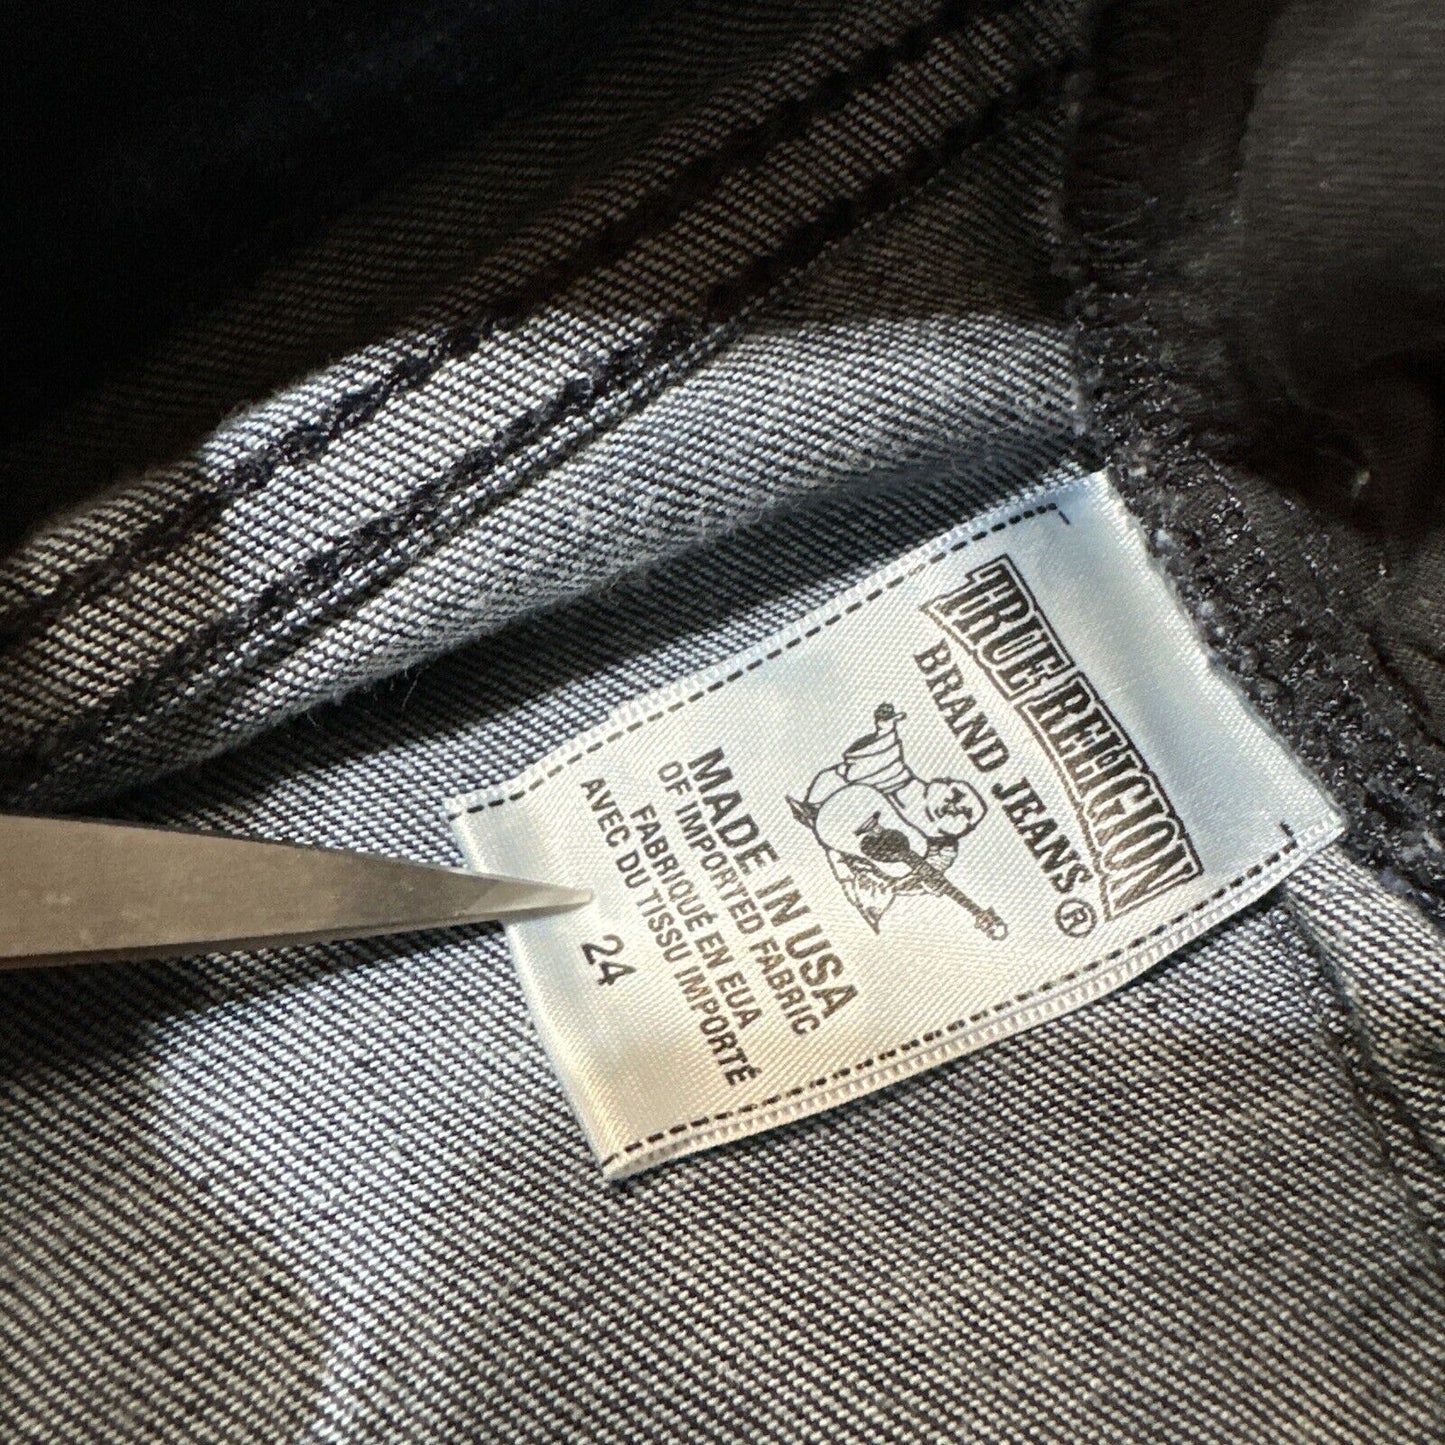 TRUE RELIGION
BRAND JEANS®
MADE IN USA
OF IMPORTED FABRIC
FABRIQUÉ EN EUA
AVEC DU TISSU IMPORTÉ
24